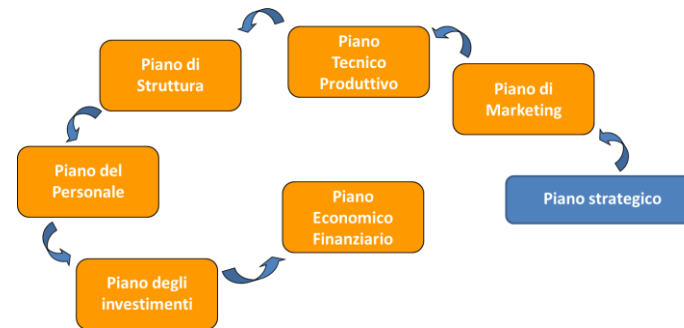 Piano strategico
Piano di
Marketing
Piano
Tecnico
Produttivo
Piano di
Struttura
Piano del
Personale
Piano degli
investimenti
Piano
Economico
Finanziario